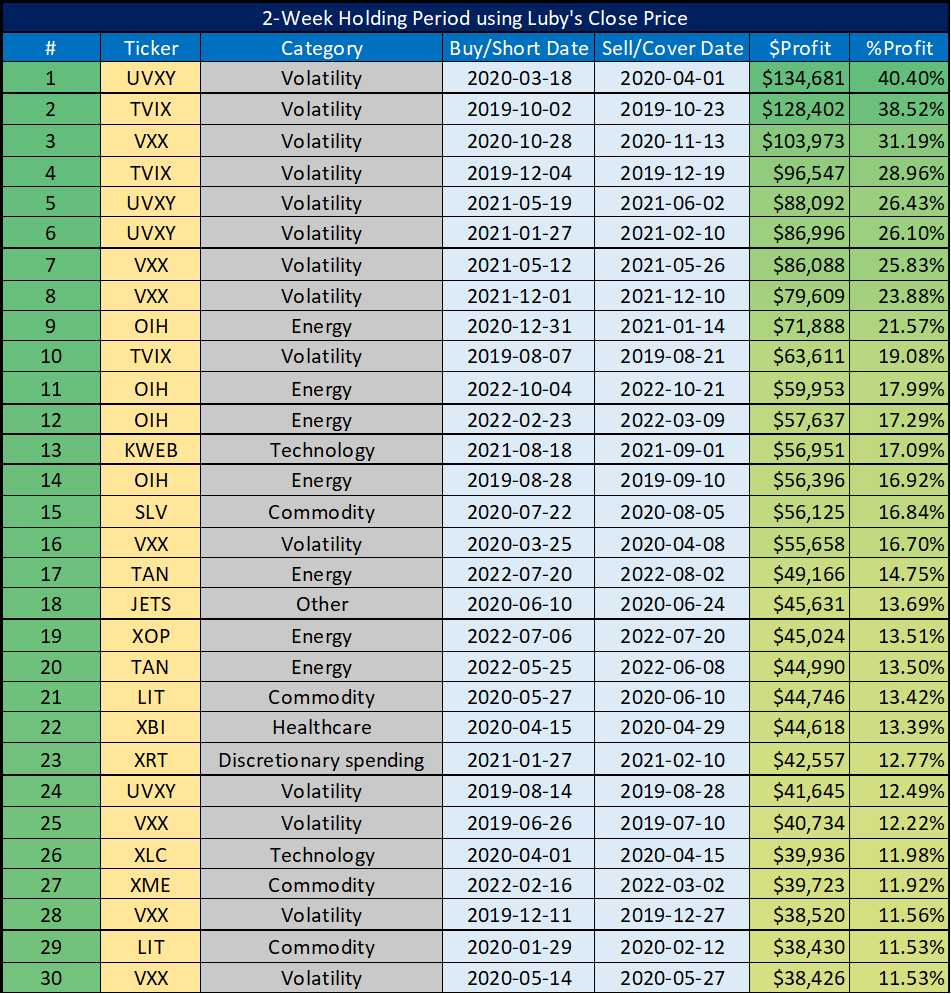 2-Week Holding Period using Luby's Close Price
# Ticker Category Buy/Short Date Sell/Cover Date $Profit %Profit
1 UVXY Volatility 2020-03-18 2020-04-01 $134,681 40.40%
2 TVIX Volatility 2019-10-02 2019-10-23 $128,402 38.52%
3 VXX Volatility 2020-10-28 2020-11-13 $103,973 31.19%
4 TVIX Volatility 2019-12-04 2019-12-19 $96,547 28.96%
5 UVXY Volatility 2021-05-19 2021-06-02 $88,092 26.43%
6 UVXY Volatility 2021-01-27 2021-02-10 $86,996 26.10%
7 VXX Volatility 2021-05-12 2021-05-26 $86,088 25.83%
8 VXX Volatility 2021-12-01 2021-12-10 $79,609 23.88%
9 OIH Energy 2020-12-31 2021-01-14 $71,888 21.57%
10 TVIX Volatility 2019-08-07 2019-08-21 $63,611 19.08%
11 OIH Energy 2022-10-04 2022-10-21 $59,953 17.99%
12 OIH Energy 2022-02-23 2022-03-09 $57,637 17.29%
13 KWEB Technology 2021-08-18 2021-09-01 $56,951 17.09%
14 OIH Energy 2019-08-28 2019-09-10 $56,396 16.92%
15 SLV Commodity 2020-07-22 2020-08-05 $56,125 16.84%
16 VXX Volatility 2020-03-25 2020-04-08 $55,658 16.70%
17 TAN Energy 2022-07-20 2022-08-02 $49,166 14.75%
18 JETS Other 2020-06-10 2020-06-24 $45,631 13.69%
19 XOP Energy 2022-07-06 2022-07-20 $45,024 13.51%
20 TAN Energy 2022-05-25 2022-06-08 $44,990 13.50%
21 LIT Commodity 2020-05-27 2020-06-10 $44,746 13.42%
22 XBI Healthcare 2020-04-15 2020-04-29 $44,618 13.39%
23 XRT Discretionary spending 2021-01-27 2021-02-10 $42,557 12.77%
24 UVXY Volatility 2019-08-14 2019-08-28 $41,645 12.49%
25 VXX Volatility 2019-06-26 2019-07-10 $40,734 12.22%
26 XLC Technology 2020-04-01 2020-04-15 $39,936 11.98%
27 XME Commodity 2022-02-16 2022-03-02 $39,723 11.92%
28 VXX Volatility 2019-12-11 2019-12-27 $38,520 11.56%
29 LIT Commodity 2020-01-29 2020-02-12 $38,430 11.53%
30 VXX Volatility 2020-05-14 2020-05-27 $38,426 11.53%